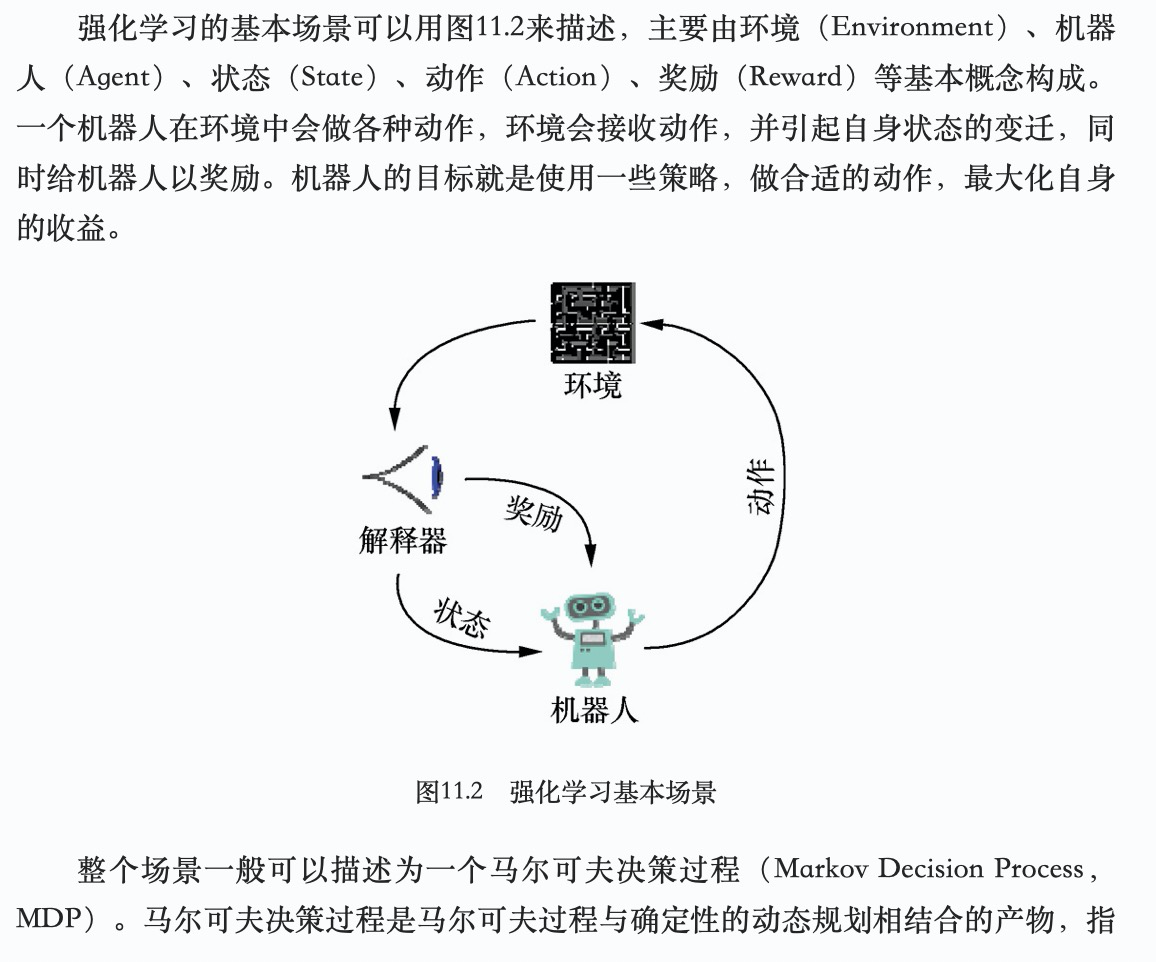 强化学习的基本场景可以用图11.2来描述，主要由环境（Environment）、机器
人（Agent）、状态（State）、动作（Action）、奖励（Reward）等基本概念构成。
一个机器人在环境中会做各种动作，环境会接收动作，并引起自身状态的变迁，同
时给机器人以奖励。机器人的目标就是使用一些策略，做合适的动作，最大化自身
的收益。
环境
动作
奖励
解释器
状态
机器人
图11.2　强化学习基本场景
整个场景一般可以描述为一个马尔可夫决策过程（Markov Decision Process，
MDP）。马尔可夫决策过程是马尔可夫过程与确定性的动态规划相结合的产物，指